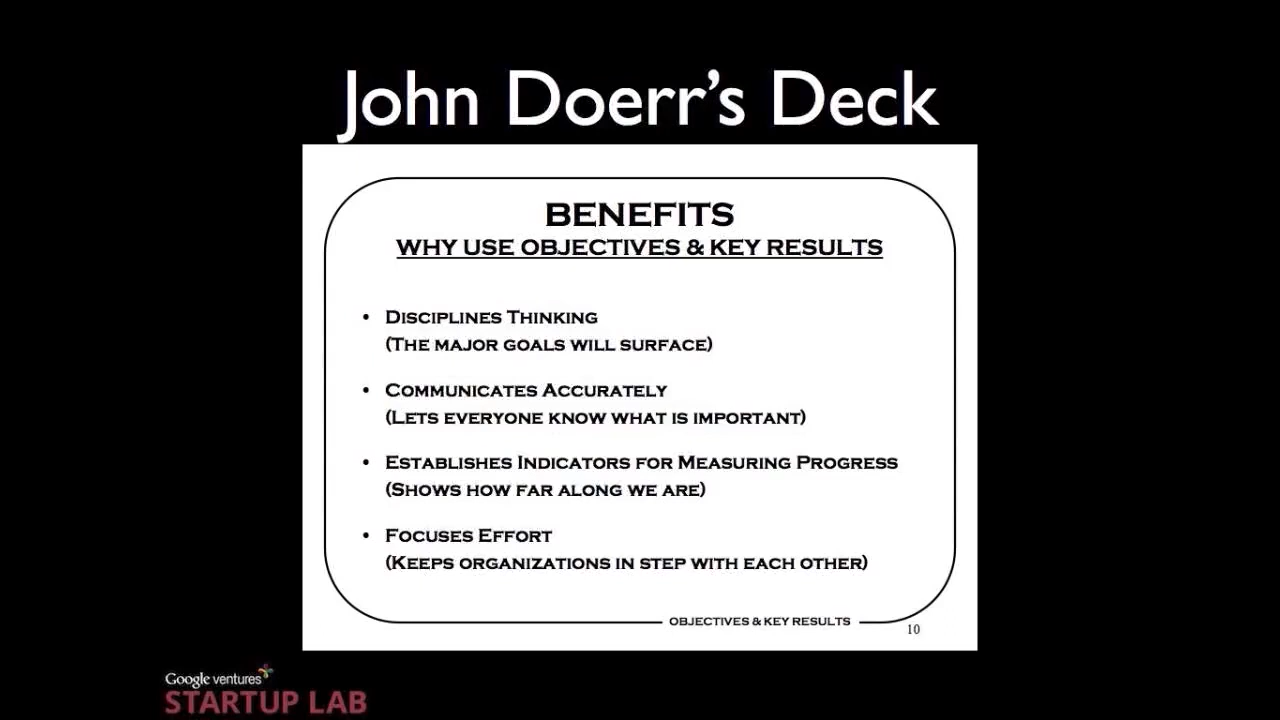 John Doerr's Deck
BENEFITS
WHY USE OBJECTIVES & KEY RESULTS
• DISCIPLINES THINKING
(THE MAJOR GOALS WILL SURFACE)
• COMMUNICATES ACCURATELY
(LETS EVERYONE KNOW WHAT IS IMPORTANT)
• ESTABLISHES INDICATORS FOR MEASURING PROGRESS
(SHOWS HOW FAR ALONG WE ARE)
• FOCUSES EFFORT
(KEEPS ORGANIZATIONS IN STEP WITH EACH OTHER)
OBJECTIVES & KEY RESULTS
10
Google ventures
STARTUP LAB